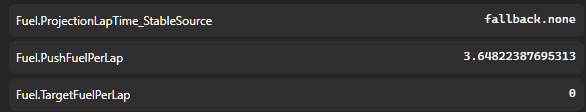 Fuel.ProjectionLapTime_StableSource fallback.none
Fuel.PushFuelPerLap 3.64822387695313
Fuel.TargetFuelPerLap 0